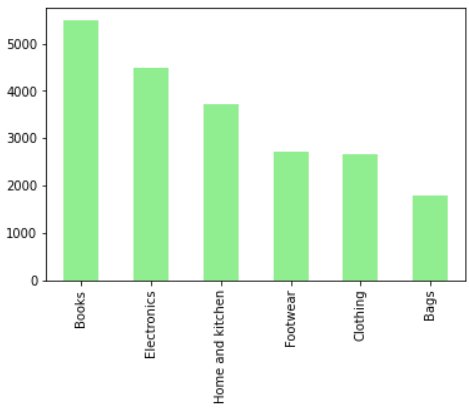 5000
4000
3000
2000
1000
0
Books
Electronics
Home and kitchen
Footwear
Clothing
Bags